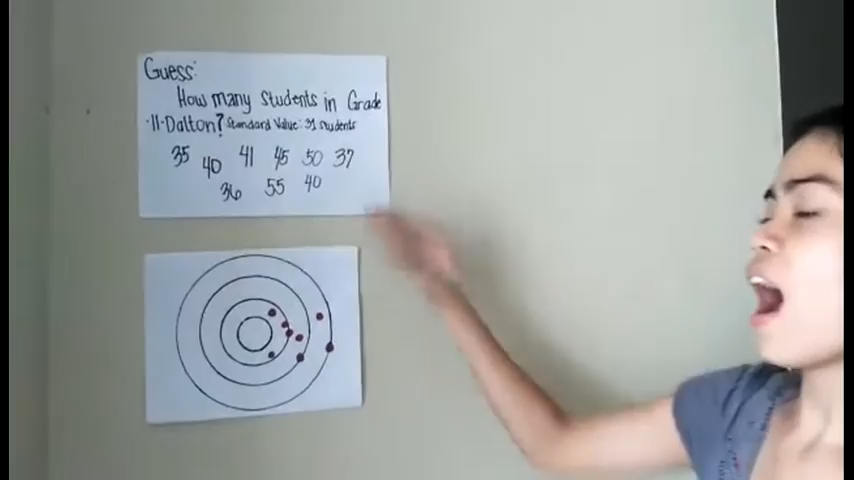 Guess:
How many Students in Grade
·11·Dalton? Standard Value: 31 students
35 40 41 45 50 37
36 55 40